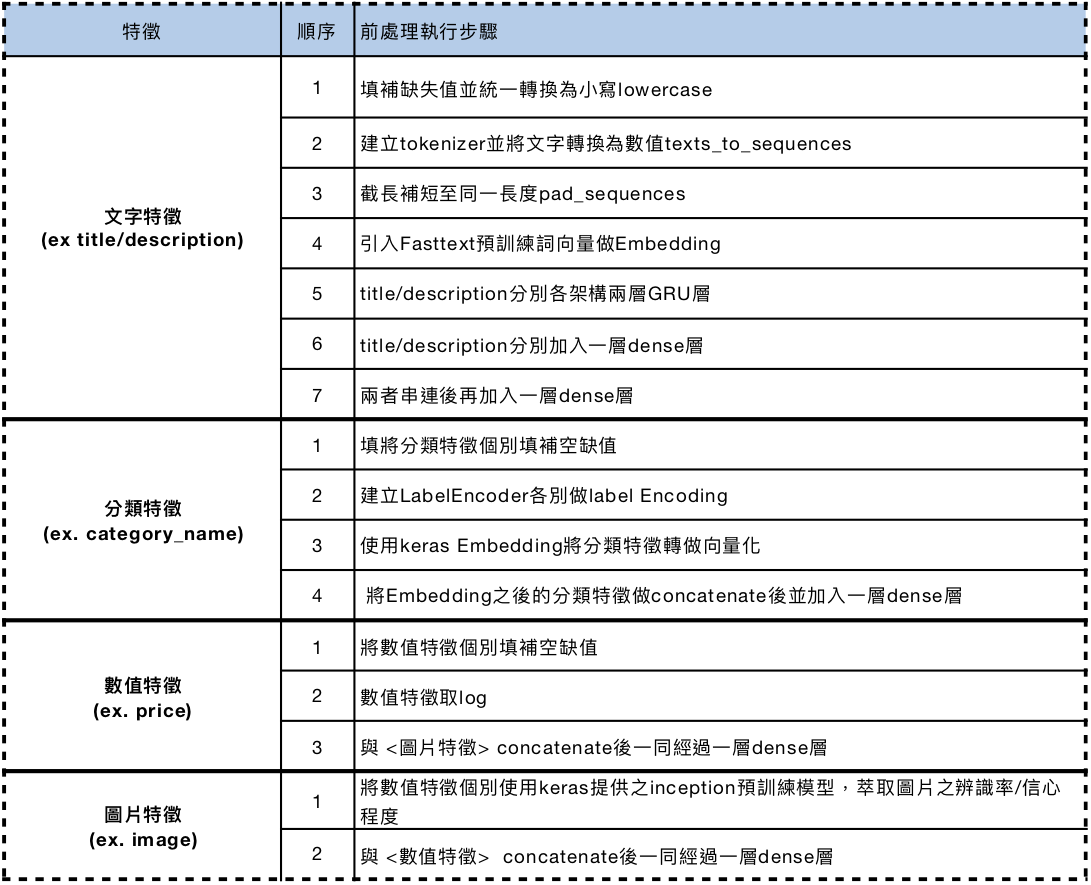 特徵 順序 前處理執行步驟
文字特徵
(ex title/description)
1 填補缺失值並統一轉換為小寫lowercase
2 建立tokenizer並將文字轉換為數值texts_to_sequences
3 截長補短至同一長度pad_sequences
4 引入Fasttext預訓練詞向量做Embedding
5 title/description分別各架構兩層GRU層
6 title/description分別加入一層dense層
7 兩者串連後再加入一層dense層
分類特徵
(ex. category_name)
1 填將分類特徵個別填補空缺值
2 建立LabelEncoder各別做label Encoding
3 使用keras Embedding將分類特徵轉做向量化
4 將Embedding之後的分類特徵做concatenate後並加入一層dense層
數值特徵
(ex. price)
1 將數值特徵個別填補空缺值
2 數值特徵取log
3 與 <圖片特徵> concatenate後一同經過一層dense層
圖片特徵
(ex. image)
1 將數值特徵個別使用keras提供之inception預訓練模型，萃取圖片之辨識率/信心
程度
2 與 <數值特徵> concatenate後一同經過一層dense層